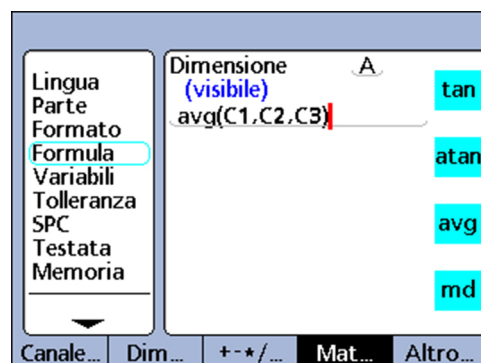 Lingua
Parte
Formato
Formula
Variabili
Tolleranza
SPC
Testata
Memoria
Dimensione A
(visibile)
avg(C1,C2,C3)
tan
atan
avg
md
Canale... Dim... +-*/... Mat... Altro...